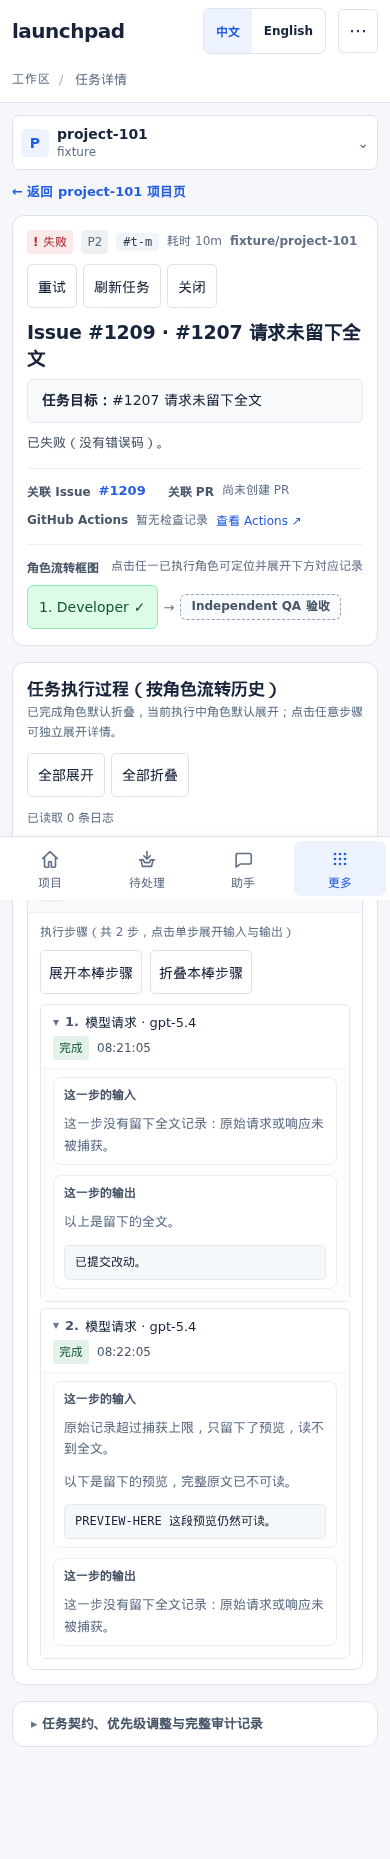 launchpad
中文 English ⋯
工作区 / 任务详情
P project-101
fixture
← 返回 project-101 项目页
! 失败 P2 #t-m 耗时 10m fixture/project-101
重试 刷新任务 关闭
Issue #1209 · #1207 请求未留下全
文
任务目标：#1207 请求未留下全文
已失败（没有错误码）。
关联 Issue #1209 关联 PR 尚未创建 PR
GitHub Actions 暂无检查记录 查看 Actions ↗
角色流转框图 点击任一已执行角色可定位并展开下方对应记录
1. Developer ✓ → Independent QA 验收
任务执行过程（按角色流转历史）
已完成角色默认折叠，当前执行中角色默认展开；点击任意步骤
可独立展开详情。
全部展开 全部折叠
已读取 0 条日志
项目 待处理 助手 更多
执行步骤（共 2 步，点击单步展开输入与输出）
展开本棒步骤 折叠本棒步骤
▾ 1. 模型请求 · gpt-5.4
完成 08:21:05
这一步的输入
这一步没有留下全文记录：原始请求或响应未
被捕获。
这一步的输出
以上是留下的全文。
已提交改动。
▾ 2. 模型请求 · gpt-5.4
完成 08:22:05
这一步的输入
原始记录超过捕获上限，只留下了预览，读不
到全文。
以下是留下的预览，完整原文已不可读。
PREVIEW-HERE 这段预览仍然可读。
这一步的输出
这一步没有留下全文记录：原始请求或响应未
被捕获。
▸ 任务契约、优先级调整与完整审计记录